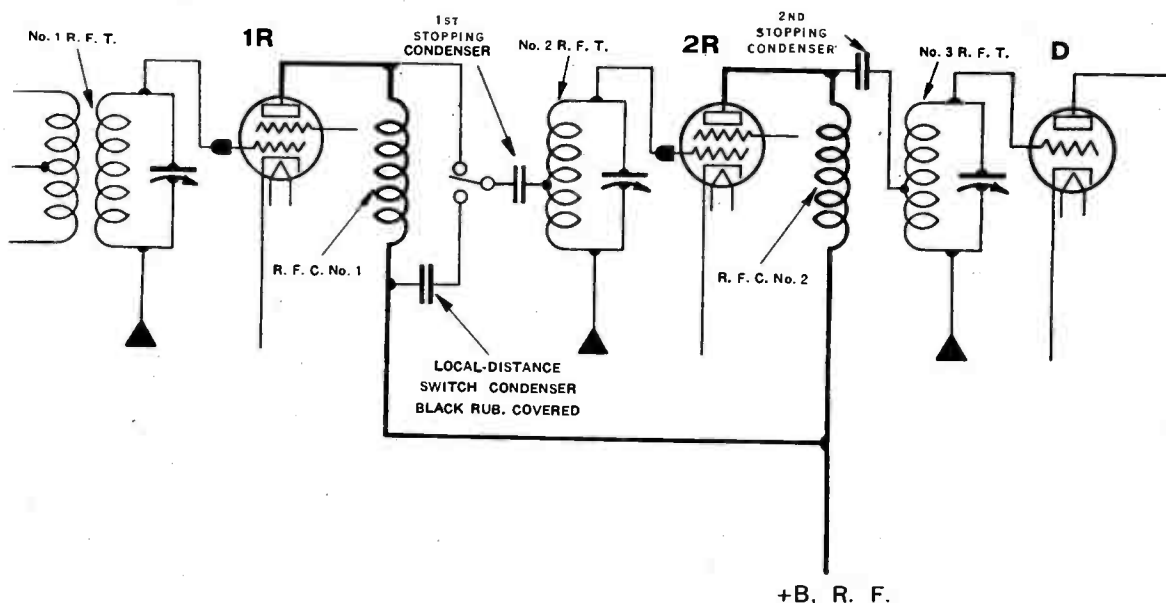 No. 1 R. F. T.
1R
1ST
STOPPING
CONDENSER
No. 2 R. F. T.
2R
2ND
STOPPING
CONDENSER
No. 3 R. F. T.
D
R. F. C. No. 1
R. F. C. No. 2
LOCAL-DISTANCE
SWITCH CONDENSER
BLACK RUB. COVERED
+B, R. F.